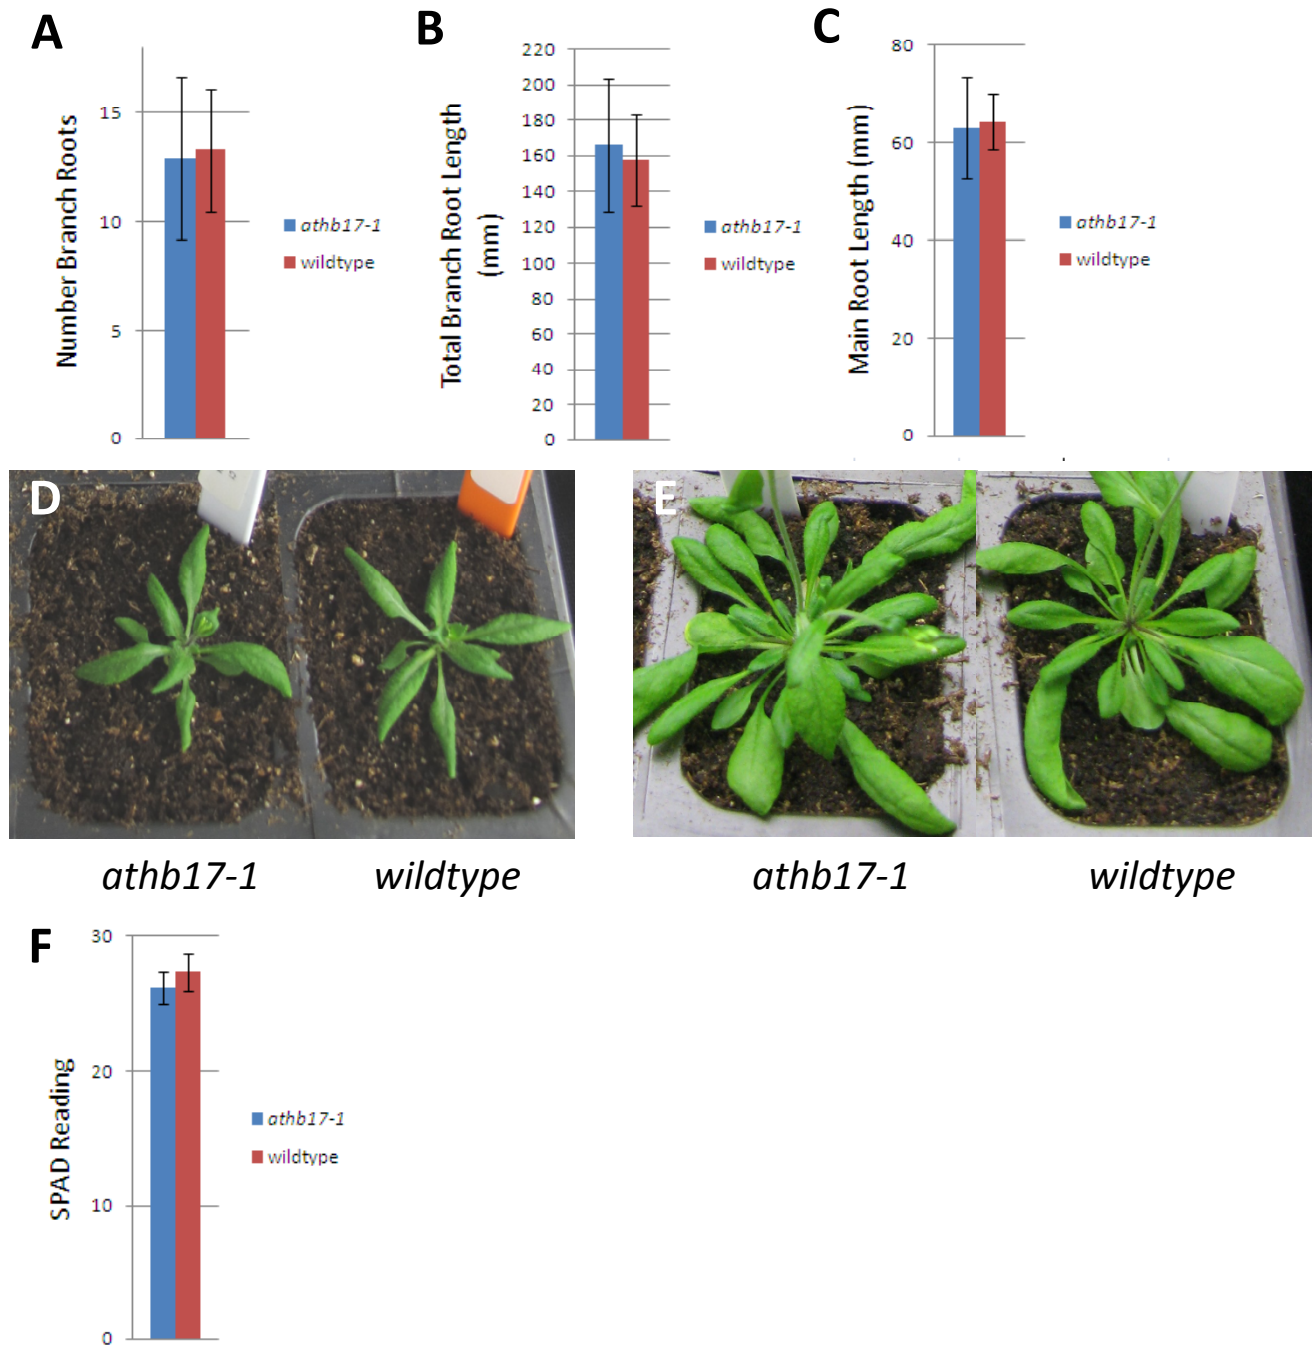 A
Number Branch Roots
15
10
5
0
athb17-1
wildtype
B
Total Branch Root Length
(mm)
220
200
180
160
140
120
100
80
60
40
20
0
athb17-1
wildtype
C
Main Root Length (mm)
80
60
40
20
0
athb17-1
wildtype
D
athb17-1
wildtype
E
athb17-1
wildtype
F
SPAD Reading
30
20
10
0
athb17-1
wildtype